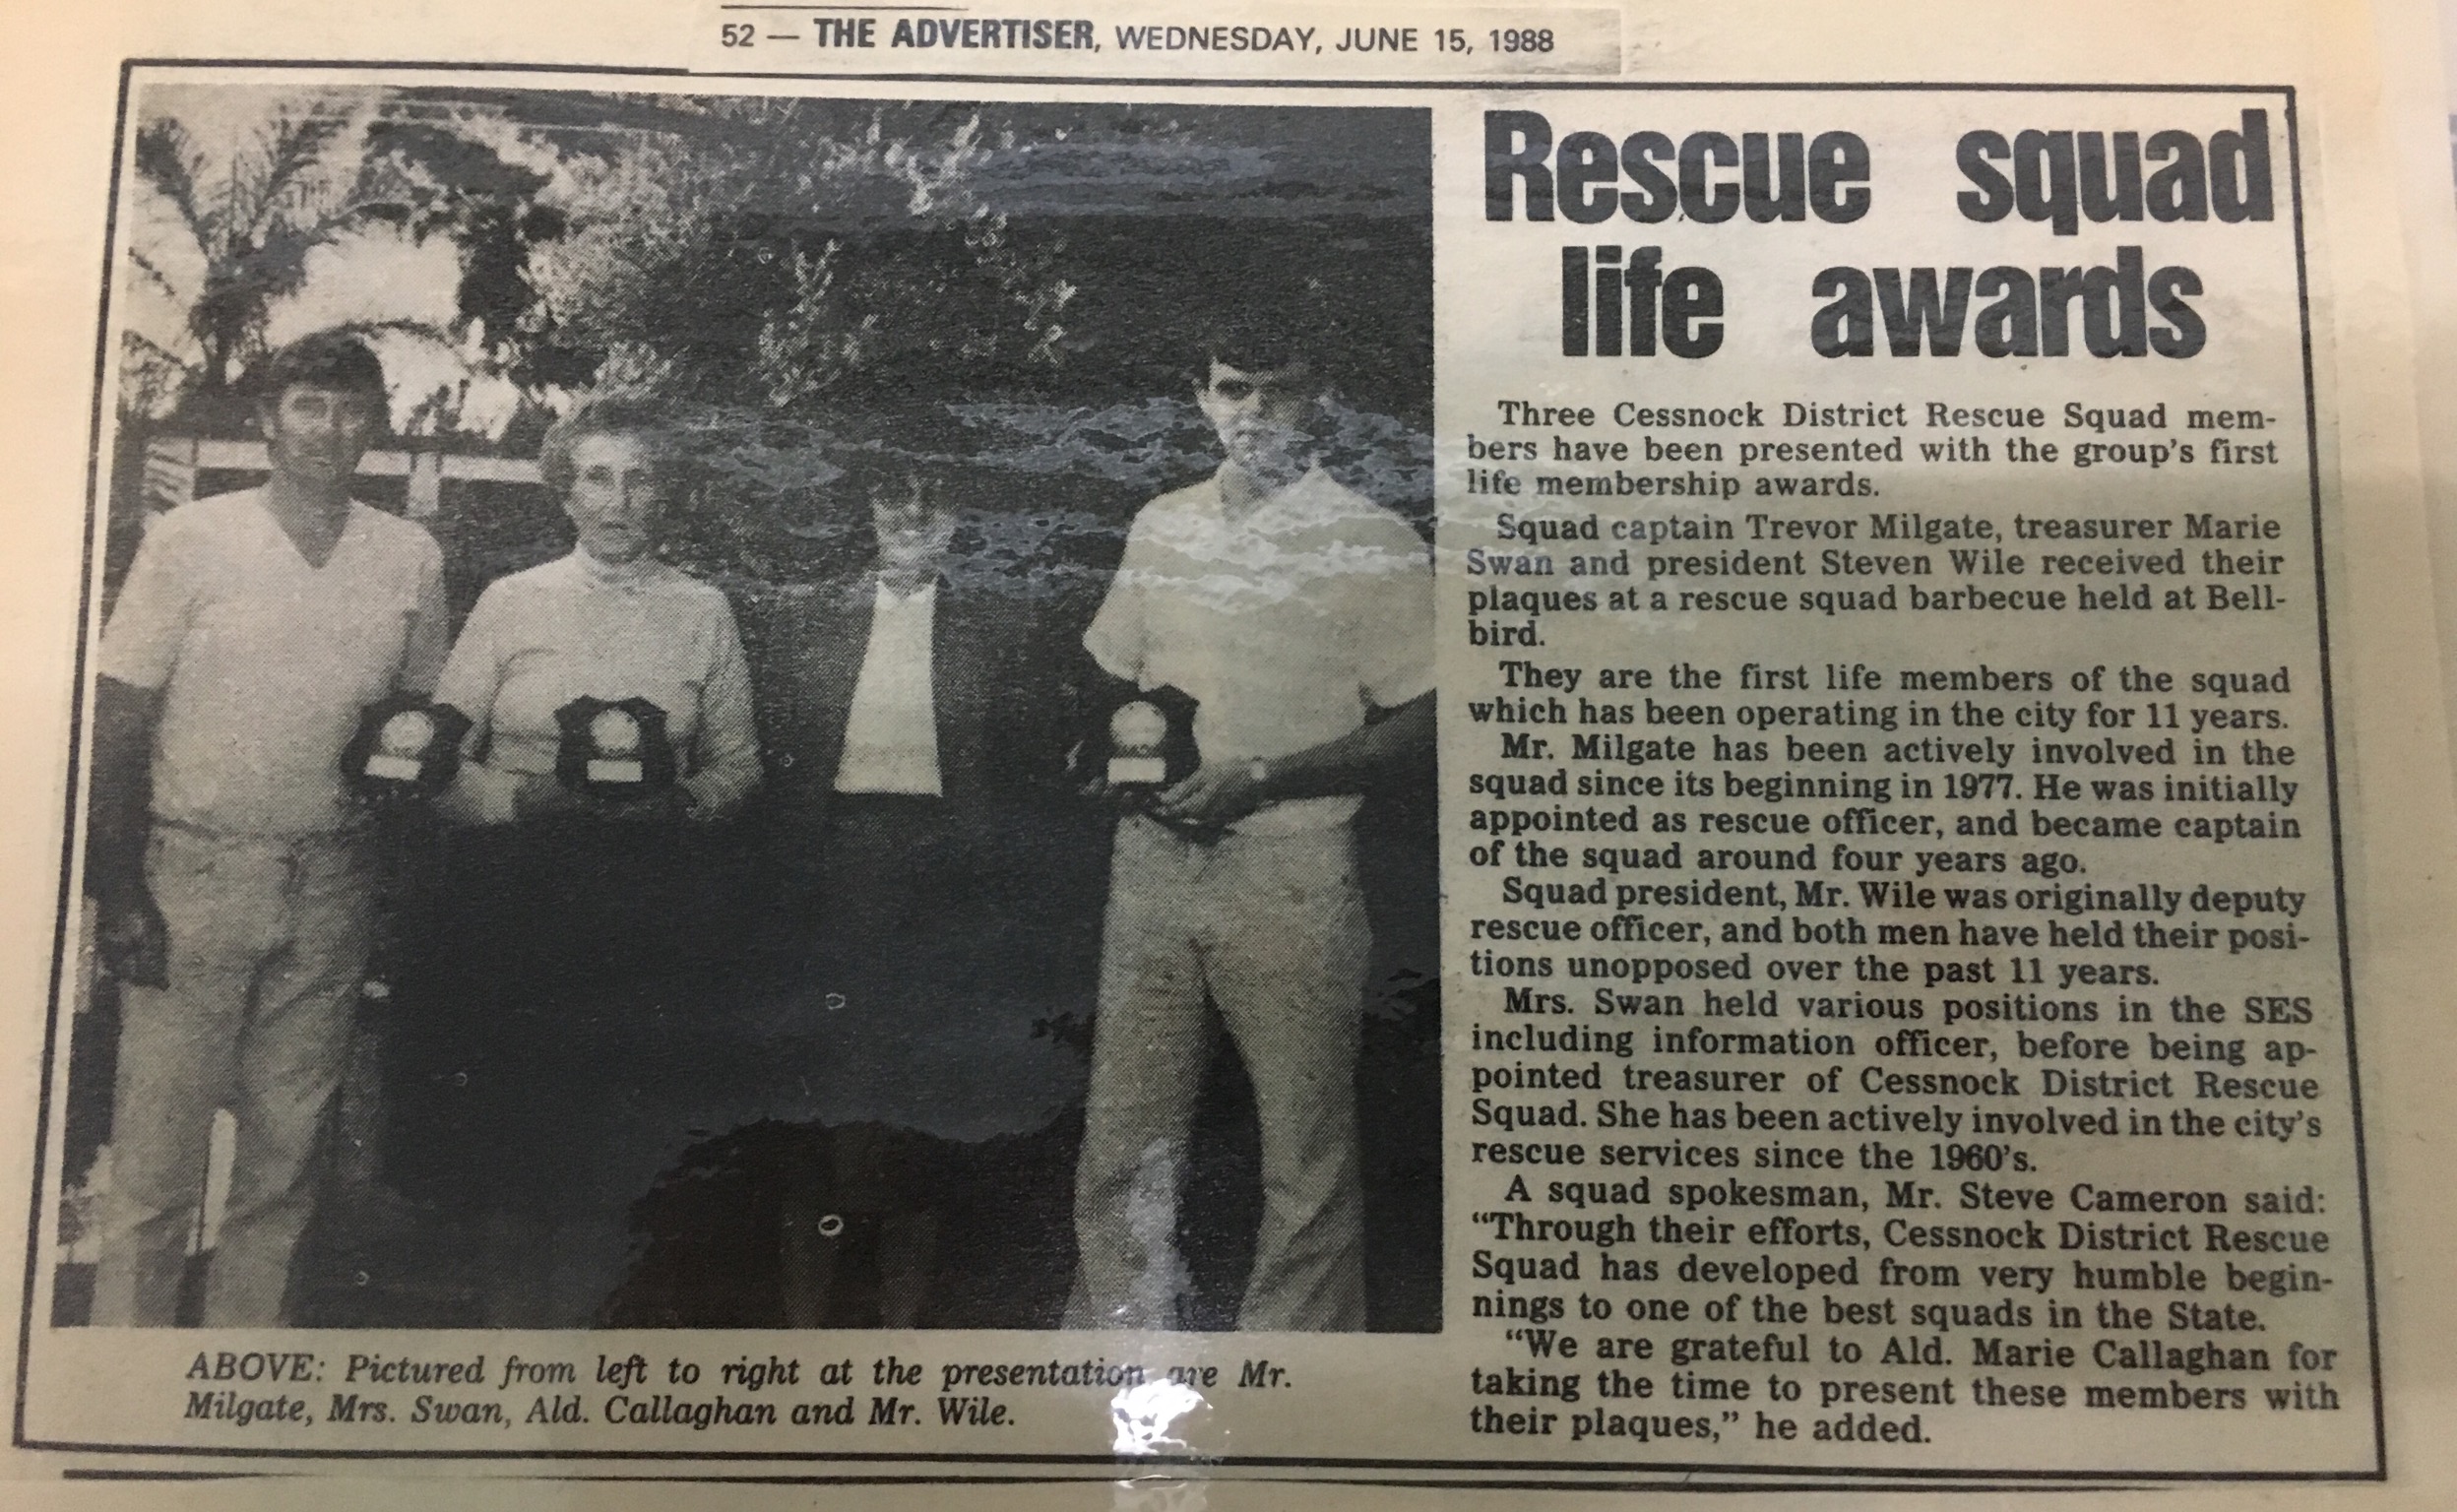 52 — THE ADVERTISER, WEDNESDAY, JUNE 15, 1988
Rescue squad
life awards
Three Cessnock District Rescue Squad mem-
bers have been presented with the group's first
life membership awards.
Squad captain Trevor Milgate, treasurer Marie
Swan and president Steven Wile received their
plaques at a rescue squad barbecue held at Bell-
bird.
They are the first life members of the squad
which has been operating in the city for 11 years.
Mr. Milgate has been actively involved in the
squad since its beginning in 1977. He was initially
appointed as rescue officer, and became captain
of the squad around four years ago.
Squad president, Mr. Wile was originally deputy
rescue officer, and both men have held their posi-
tions unopposed over the past 11 years.
Mrs. Swan held various positions in the SES
including information officer, before being ap-
pointed treasurer of Cessnock District Rescue
Squad. She has been actively involved in the city's
rescue services since the 1960's.
A squad spokesman, Mr. Steve Cameron said:
“Through their efforts, Cessnock District Rescue
Squad has developed from very humble begin-
nings to one of the best squads in the State.
“We are grateful to Ald. Marie Callaghan for
taking the time to present these members with
their plaques,” he added.
ABOVE: Pictured from left to right at the presentation are Mr.
Milgate, Mrs. Swan, Ald. Callaghan and Mr. Wile.